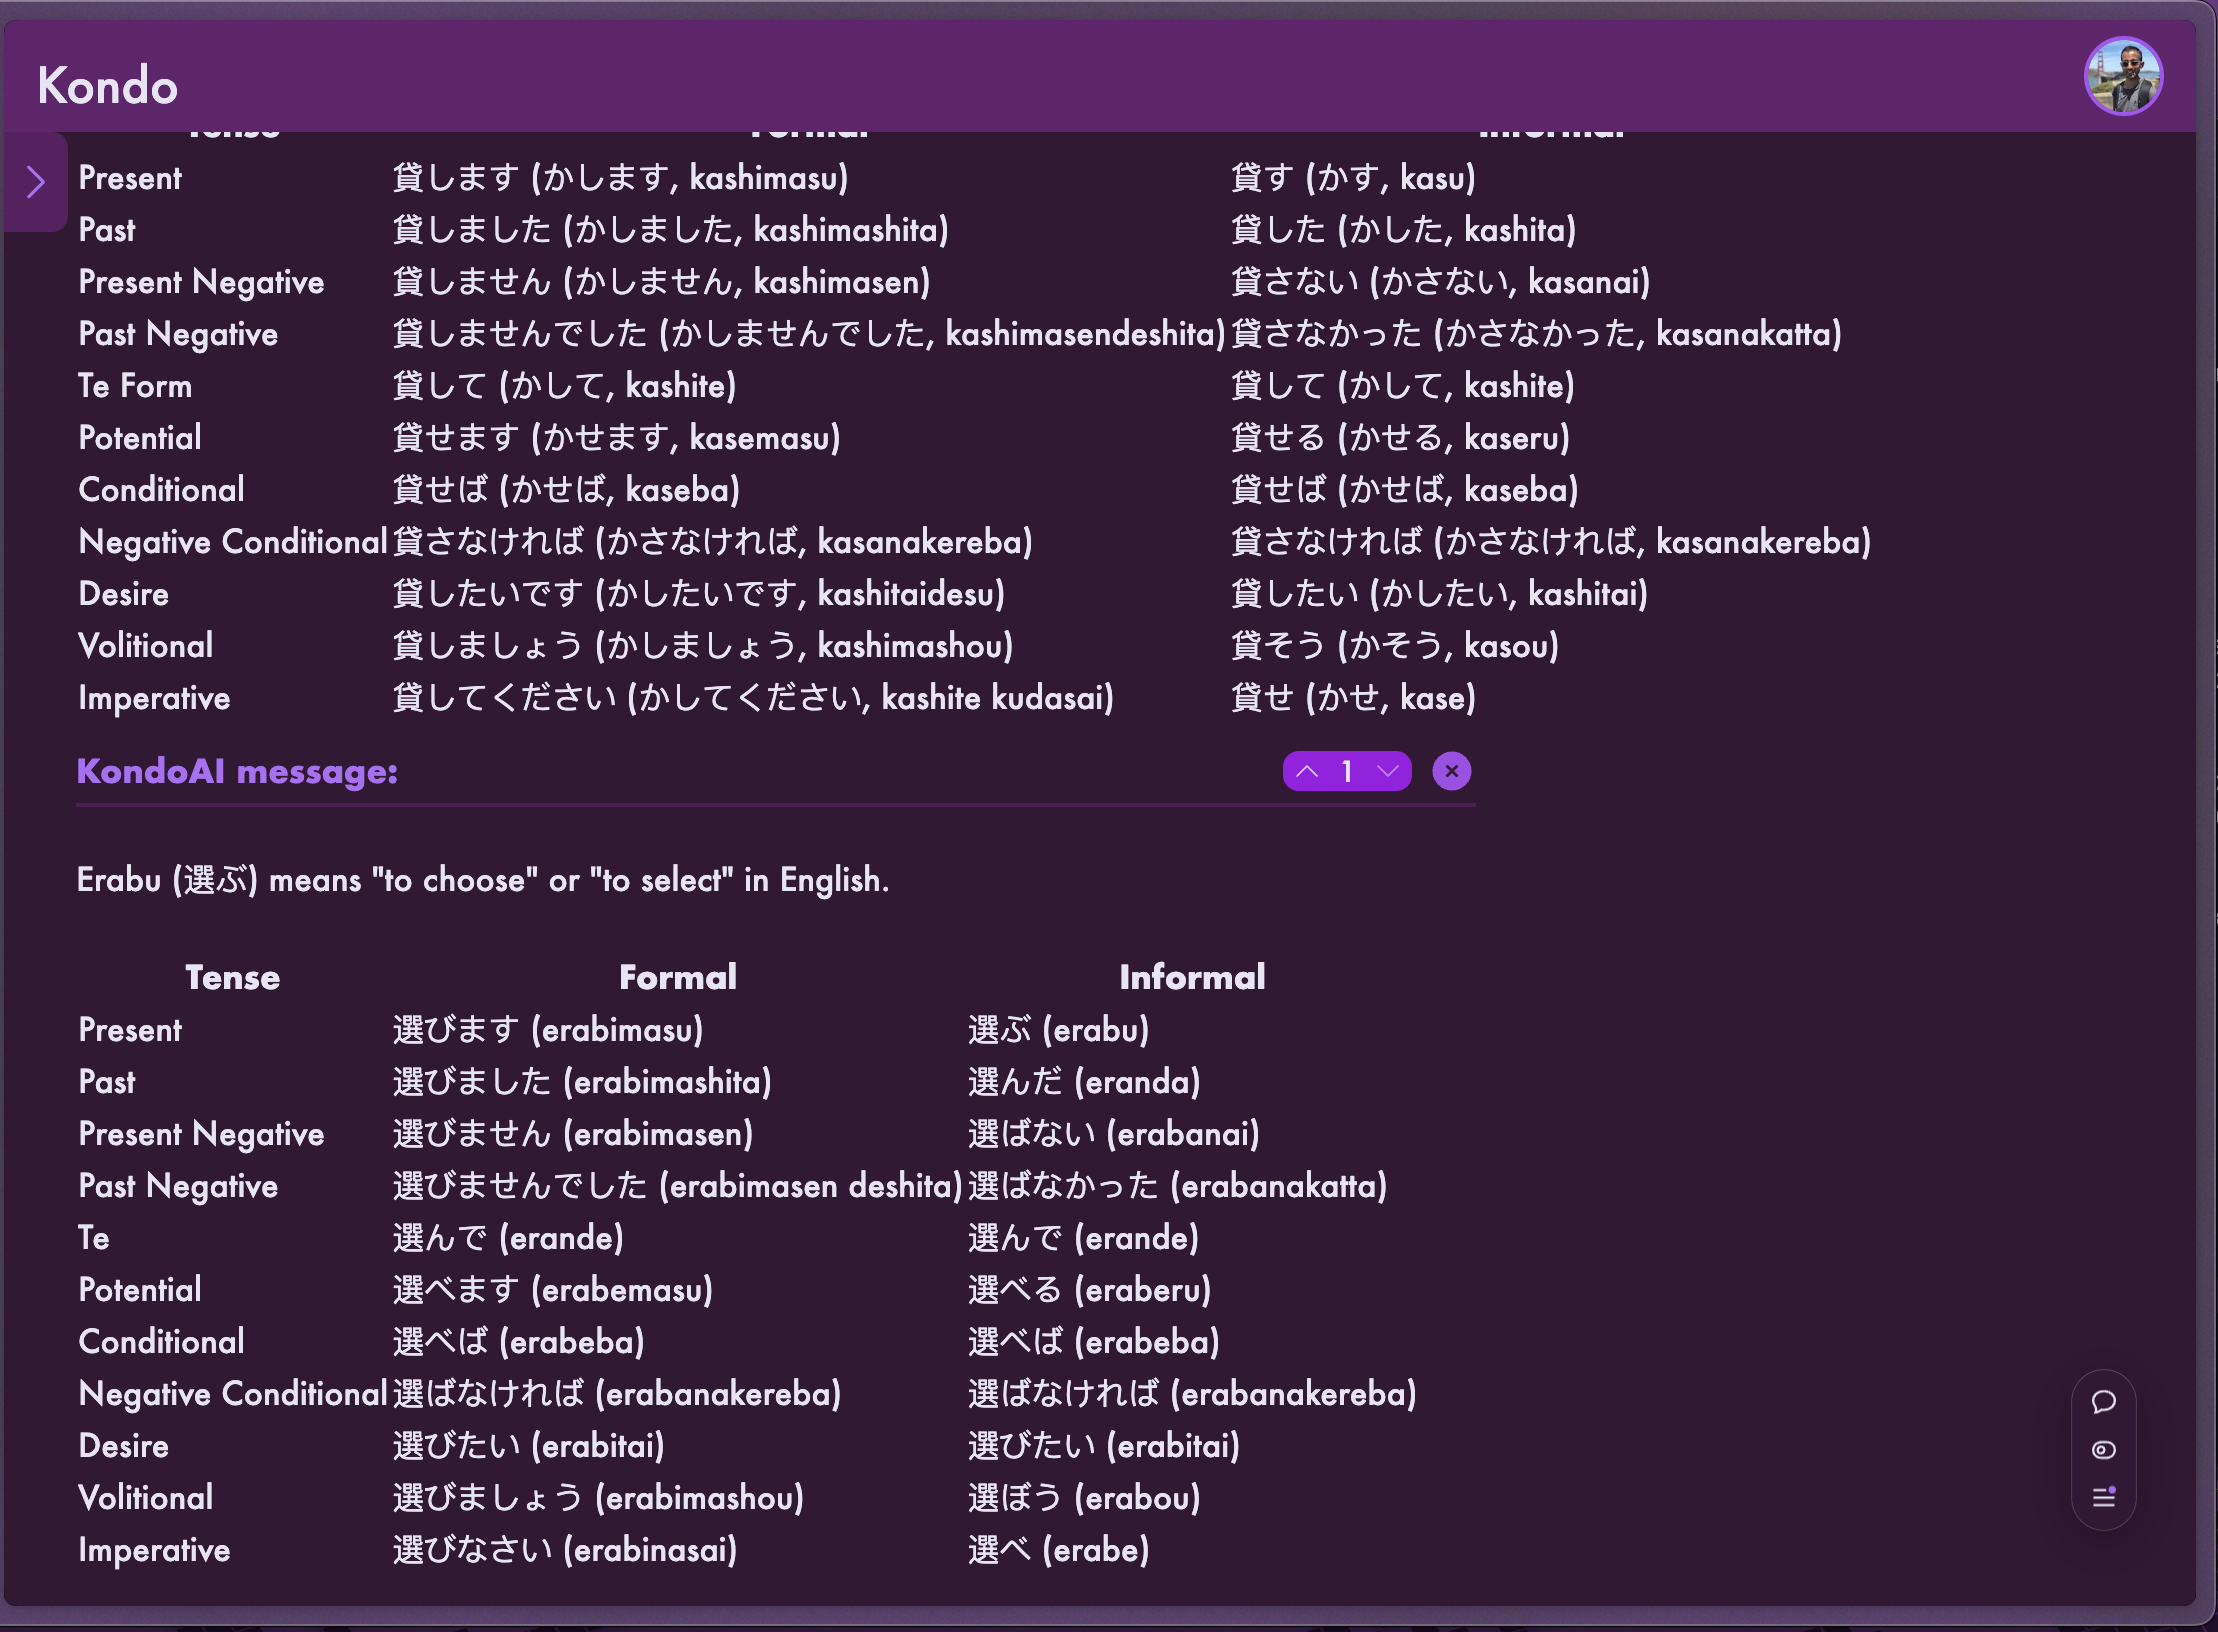 Kondo
Tense Formal Informal
Present 貸します (かします, kashimasu) 貸す (かす, kasu)
Past 貸しました (かしました, kashimashita) 貸した (かした, kashita)
Present Negative 貸しません (かしません, kashimasen) 貸さない (かさない, kasanai)
Past Negative 貸しませんでした (かしませんでした, kashimasendeshita) 貸さなかった (かさなかった, kasanakatta)
Te Form 貸して (かして, kashite) 貸して (かして, kashite)
Potential 貸せます (かせます, kasemasu) 貸せる (かせる, kaseru)
Conditional 貸せば (かせば, kaseba) 貸せば (かせば, kaseba)
Negative Conditional 貸さなければ (かさなければ, kasanakereba) 貸さなければ (かさなければ, kasanakereba)
Desire 貸したいです (かしたいです, kashitaidesu) 貸したい (かしたい, kashitai)
Volitional 貸しましょう (かしましょう, kashimashou) 貸そう (かそう, kasou)
Imperative 貸してください (かしてください, kashite kudasai) 貸せ (かせ, kase)
KondoAI message: 1
Erabu (選ぶ) means "to choose" or "to select" in English.
Tense Formal Informal
Present 選びます (erabimasu) 選ぶ (erabu)
Past 選びました (erabimashita) 選んだ (eranda)
Present Negative 選びません (erabimasen) 選ばない (erabanai)
Past Negative 選びませんでした (erabimasen deshita) 選ばなかった (erabanakatta)
Te 選んで (erande) 選んで (erande)
Potential 選べます (erabemasu) 選べる (eraberu)
Conditional 選べば (erabeba) 選べば (erabeba)
Negative Conditional 選ばなければ (erabanakereba) 選ばなければ (erabanakereba)
Desire 選びたい (erabitai) 選びたい (erabitai)
Volitional 選びましょう (erabimashou) 選ぼう (erabou)
Imperative 選びなさい (erabinasai) 選べ (erabe)